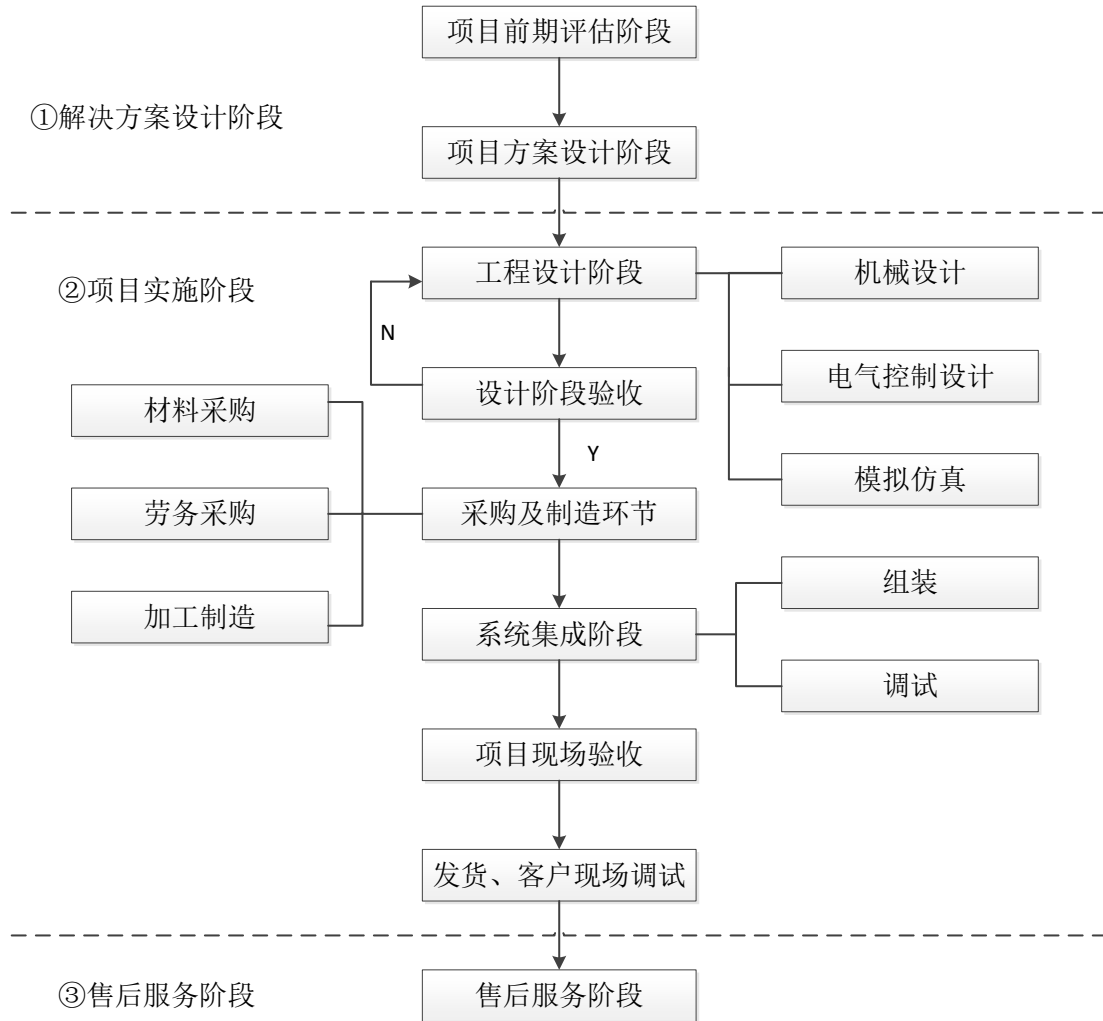 项目前期评估阶段
①解决方案设计阶段
项目方案设计阶段
②项目实施阶段
工程设计阶段
机械设计
N
设计阶段验收
电气控制设计
材料采购
Y
模拟仿真
劳务采购
采购及制造环节
组装
加工制造
系统集成阶段
调试
项目现场验收
发货、客户现场调试
③售后服务阶段
售后服务阶段